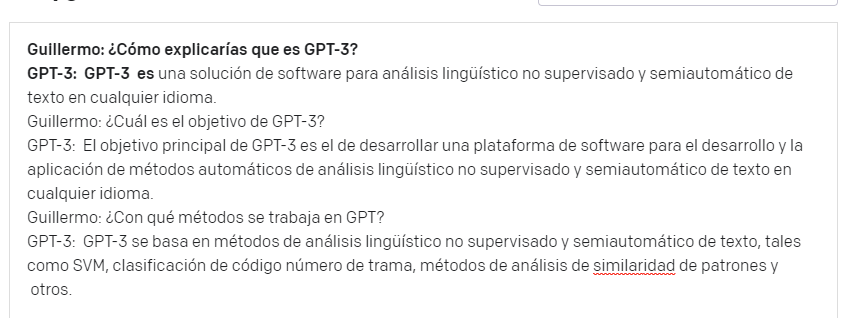 Guillermo: ¿Cómo explicarías que es GPT-3?
GPT-3: GPT-3 es una solución de software para análisis lingüístico no supervisado y semiautomático de
texto en cualquier idioma.
Guillermo: ¿Cuál es el objetivo de GPT-3?
GPT-3: El objetivo principal de GPT-3 es el de desarrollar una plataforma de software para el desarrollo y la
aplicación de métodos automáticos de análisis lingüístico no supervisado y semiautomático de texto en
cualquier idioma.
Guillermo: ¿Con qué métodos se trabaja en GPT?
GPT-3: GPT-3 se basa en métodos de análisis lingüístico no supervisado y semiautomático de texto, tales
como SVM, clasificación de código número de trama, métodos de análisis de similaridad de patrones y
otros.